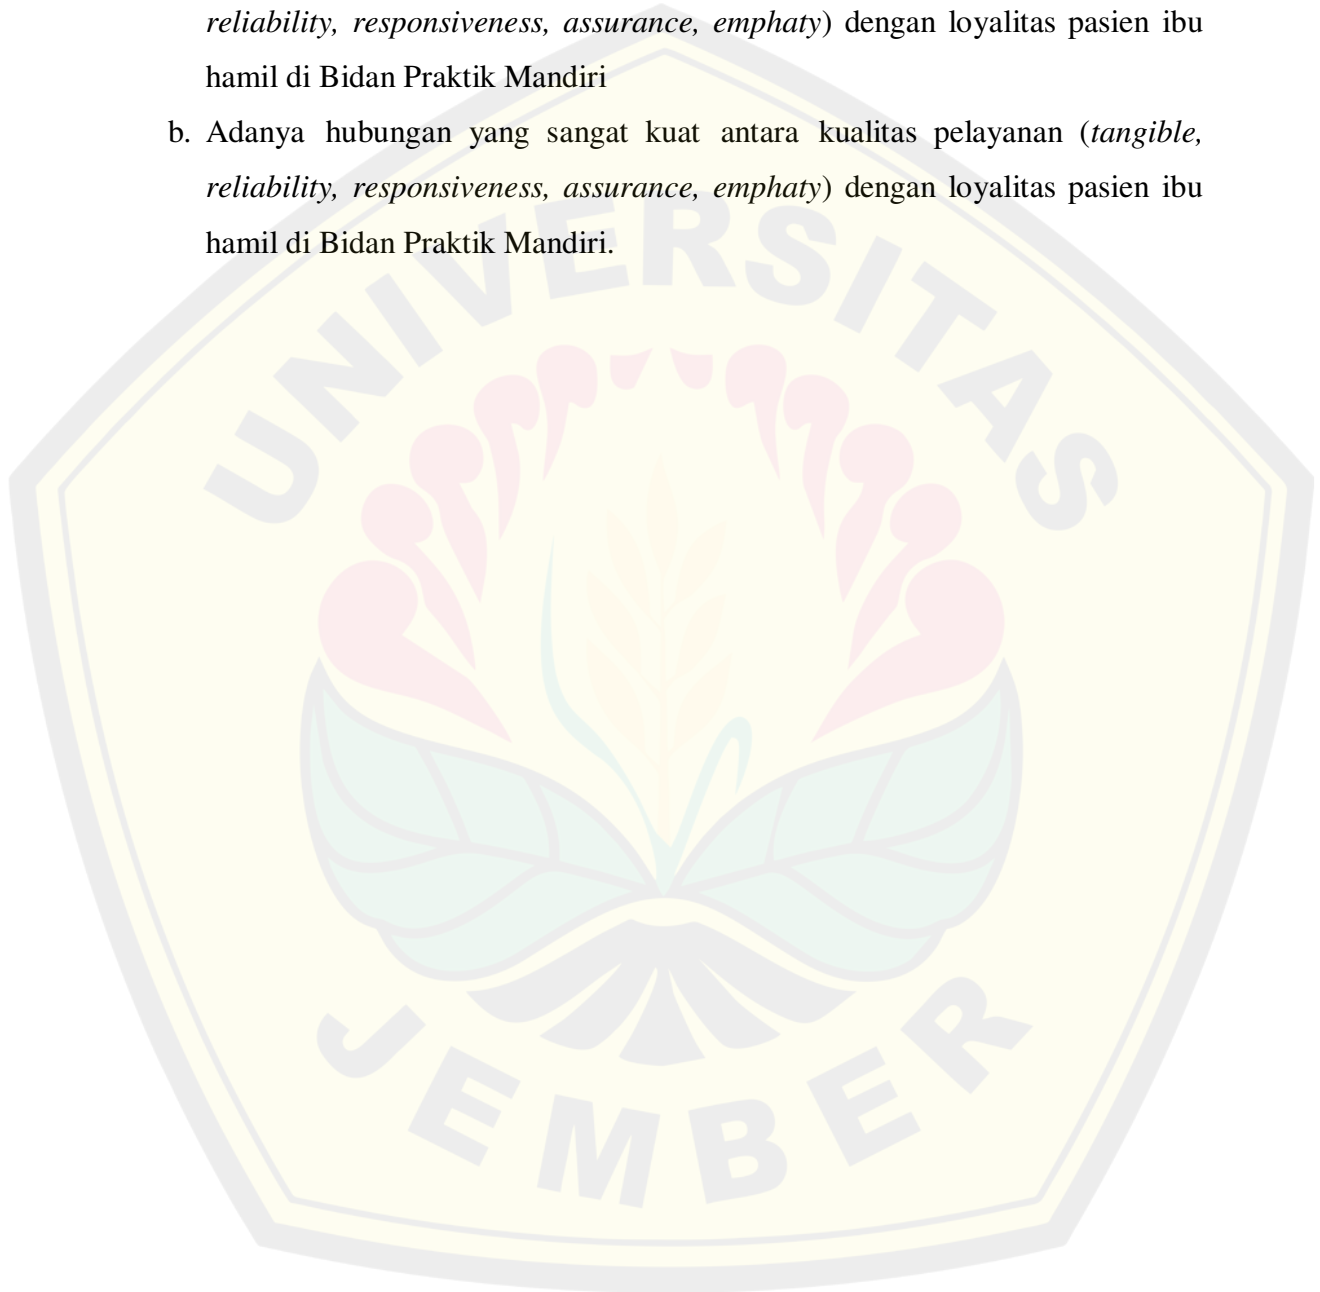 reliability, responsiveness, assurance, emphaty) dengan loyalitas pasien ibu
hamil di Bidan Praktik Mandiri
b. Adanya hubungan yang sangat kuat antara kualitas pelayanan (tangible,
reliability, responsiveness, assurance, emphaty) dengan loyalitas pasien ibu
hamil di Bidan Praktik Mandiri.
UNIVERSITAS
JEMBER